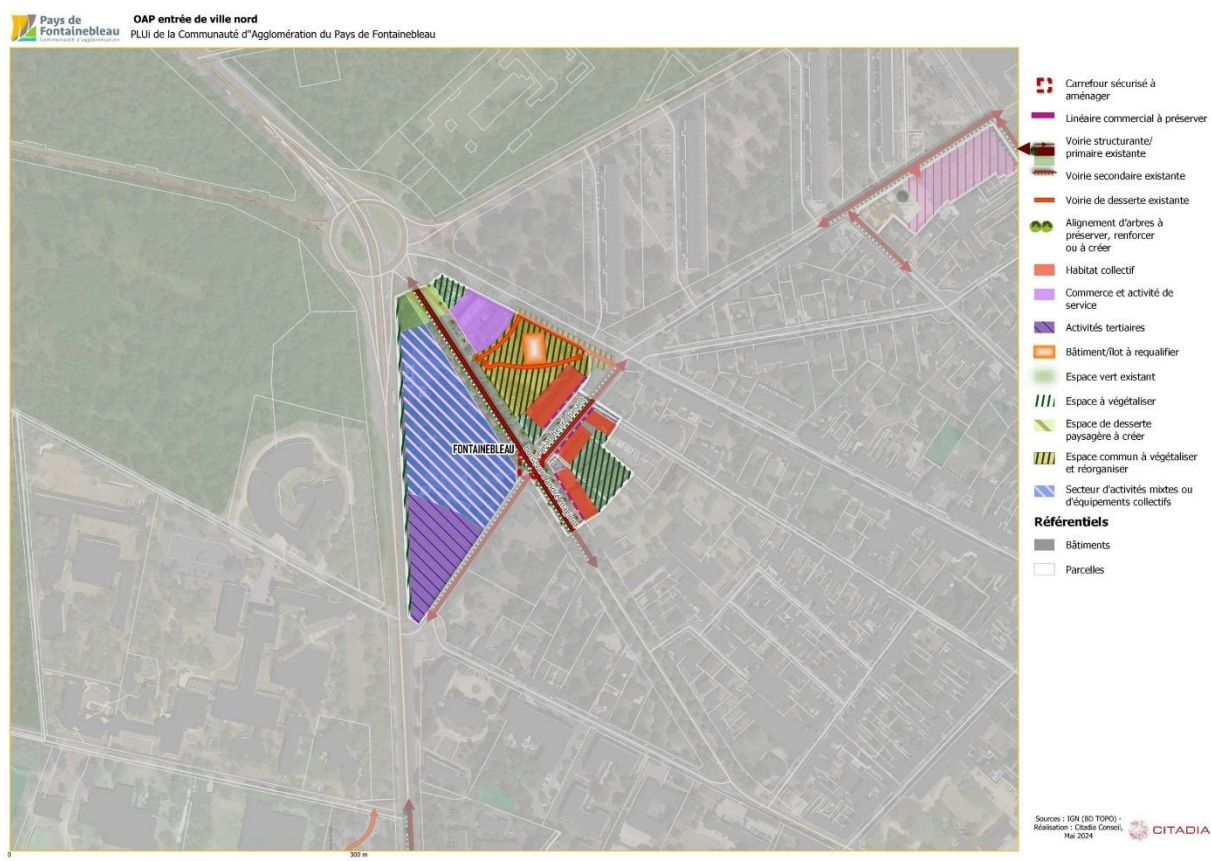 Pays de
Fontainebleau
Communauté d'agglomération
OAP entrée de ville nord
PLUi de la Communauté d"Agglomération du Pays de Fontainebleau
FONTAINEBLEAU
Carrefour sécurisé à
aménager
Linéaire commercial à préserver
Voirie structurante/
primaire existante
Voirie secondaire existante
Voirie de desserte existante
Alignement d'arbres à
préserver, renforcer
ou à créer
Habitat collectif
Commerce et activité de
service
Activités tertiaires
Bâtiment/îlot à requalifier
Espace vert existant
Espace à végétaliser
Espace de desserte
paysagère à créer
Espace commun à végétaliser
et réorganiser
Secteur d'activités mixtes ou
d'équipements collectifs
Référentiels
Bâtiments
Parcelles
Sources : IGN (BD TOPO) -
Réalisation : Citadia Conseil,
Mai 2024
CITADIA
0
300 m